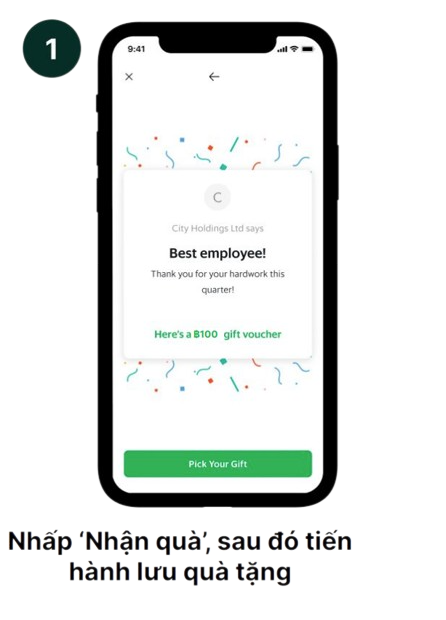 1
9:41
C
City Holdings Ltd says
Best employee!
Thank you for your hardwork this
quarter!
Here's a ฿100 gift voucher
Pick Your Gift
Nhấp ‘Nhận quà’, sau đó tiến
hành lưu quà tặng